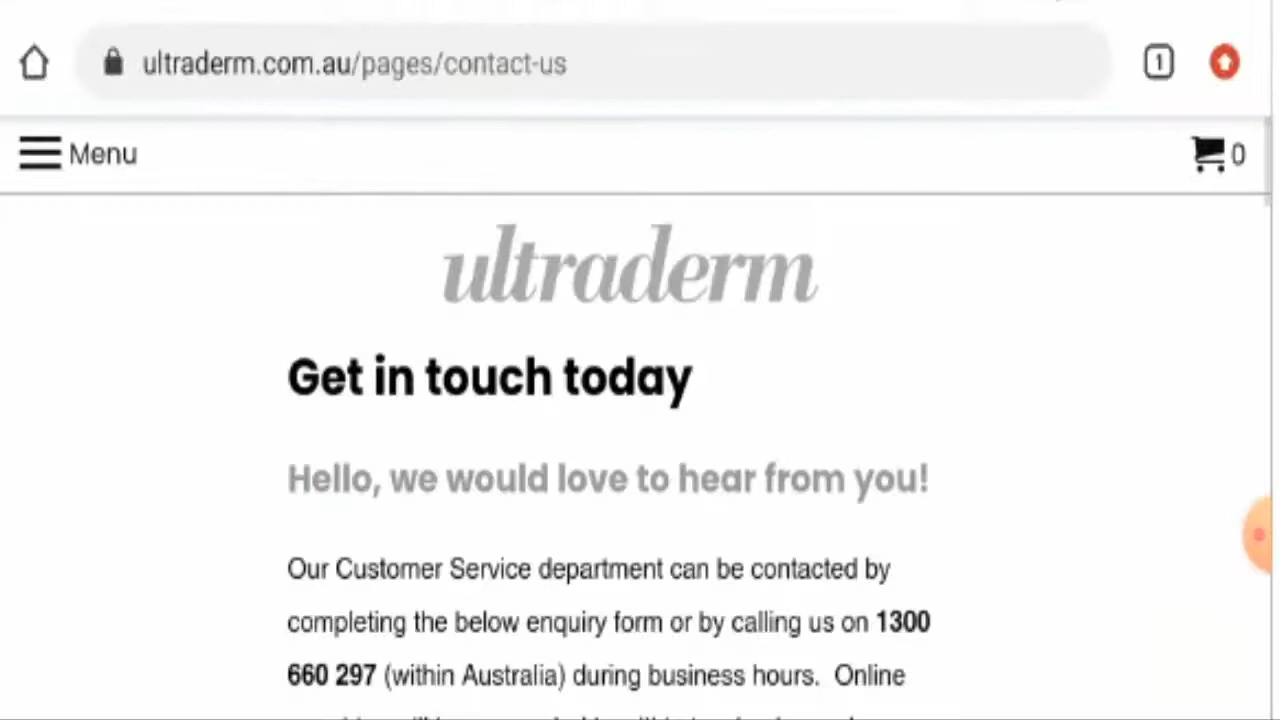 ultraderm.com.au/pages/contact-us
1
Menu
0
ultraderm
Get in touch today
Hello, we would love to hear from you!
Our Customer Service department can be contacted by
completing the below enquiry form or by calling us on 1300
660 297 (within Australia) during business hours. Online